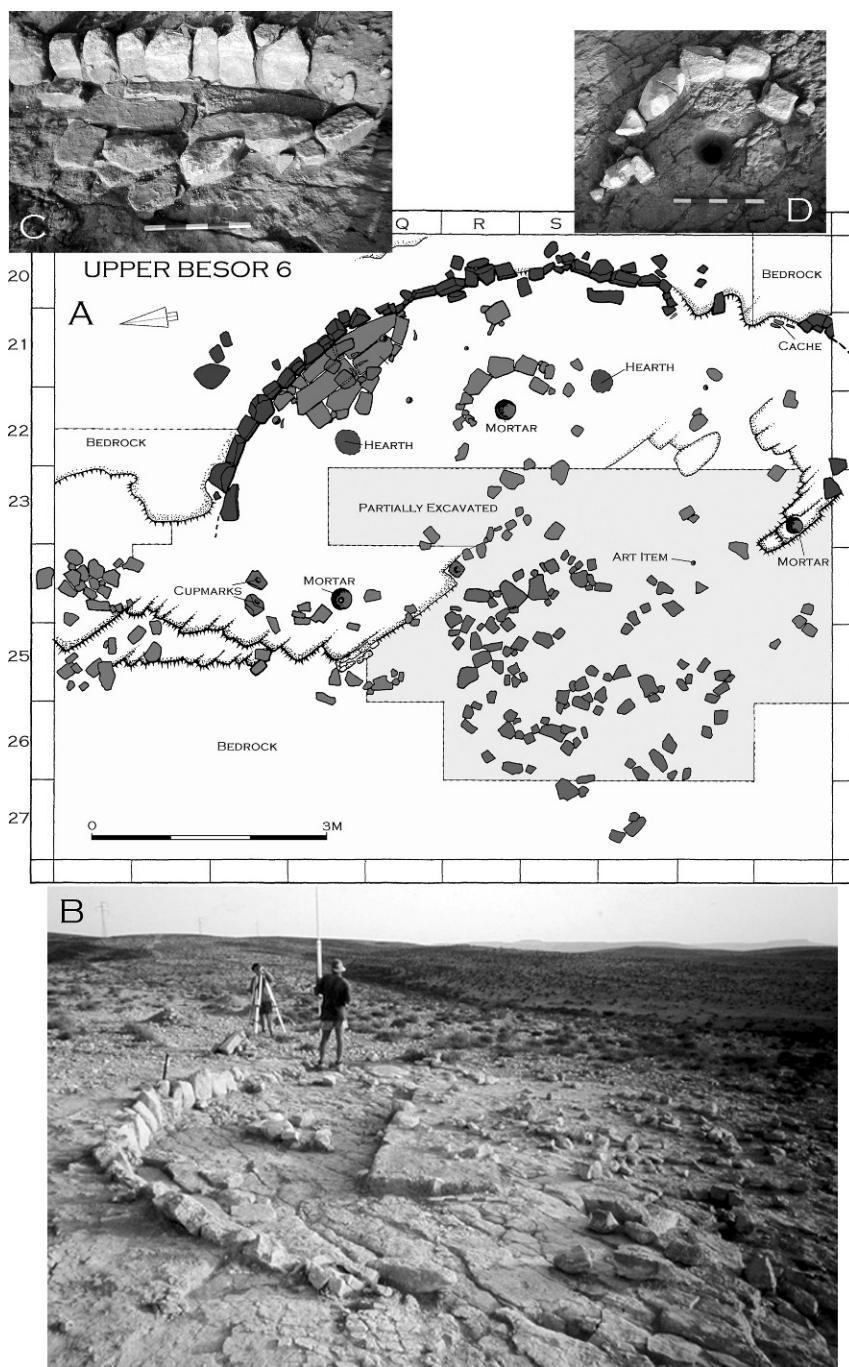 C
D
Q R S
UPPER BESOR 6
A
20
21
22
23
25
26
27
BEDROCK
CACHE
HEARTH
MORTAR
BEDROCK
HEARTH
PARTIALLY EXCAVATED
ART ITEM
MORTAR
CUPMARKS
MORTAR
BEDROCK
0 3M
B